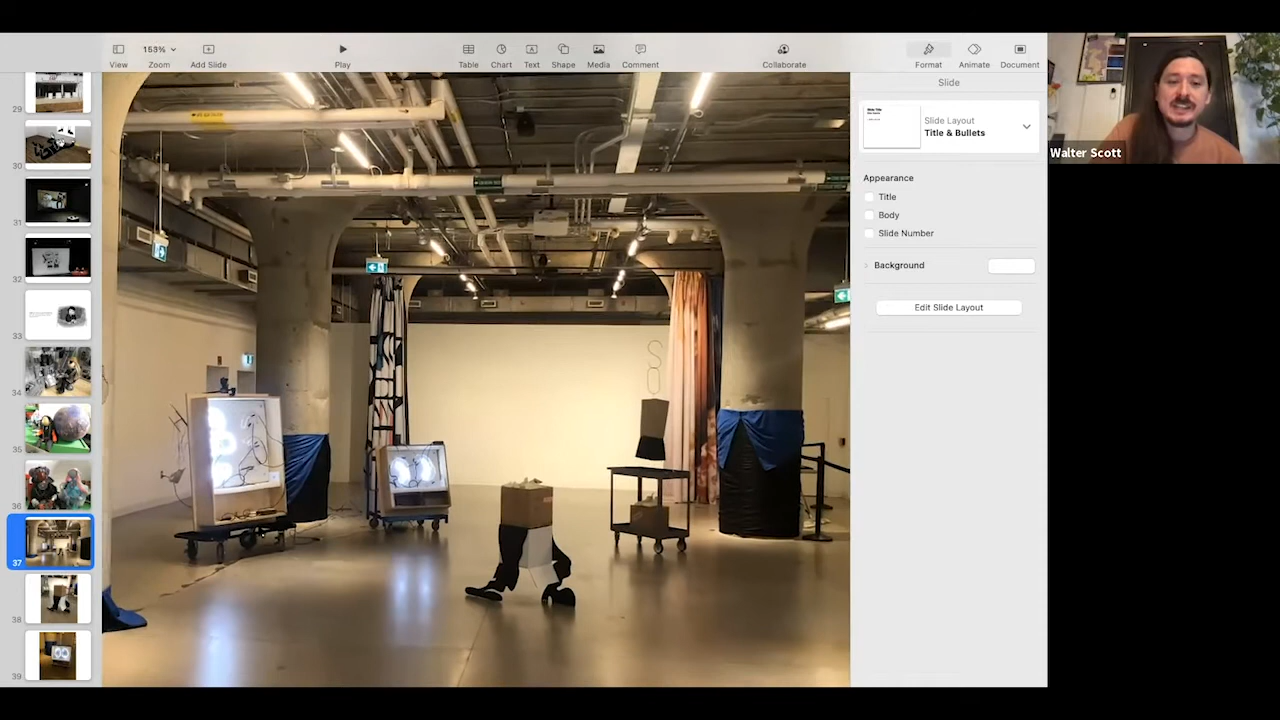 153%
View
Zoom
Add Slide
Play
Table
Chart
Text
Shape
Media
Comment
Collaborate
Format
Animate
Document
Slide
Slide Layout
Title & Bullets
Appearance
Title
Body
Slide Number
Background
Edit Slide Layout
Walter Scott
29
30
31
32
33
34
35
36
37
38
39